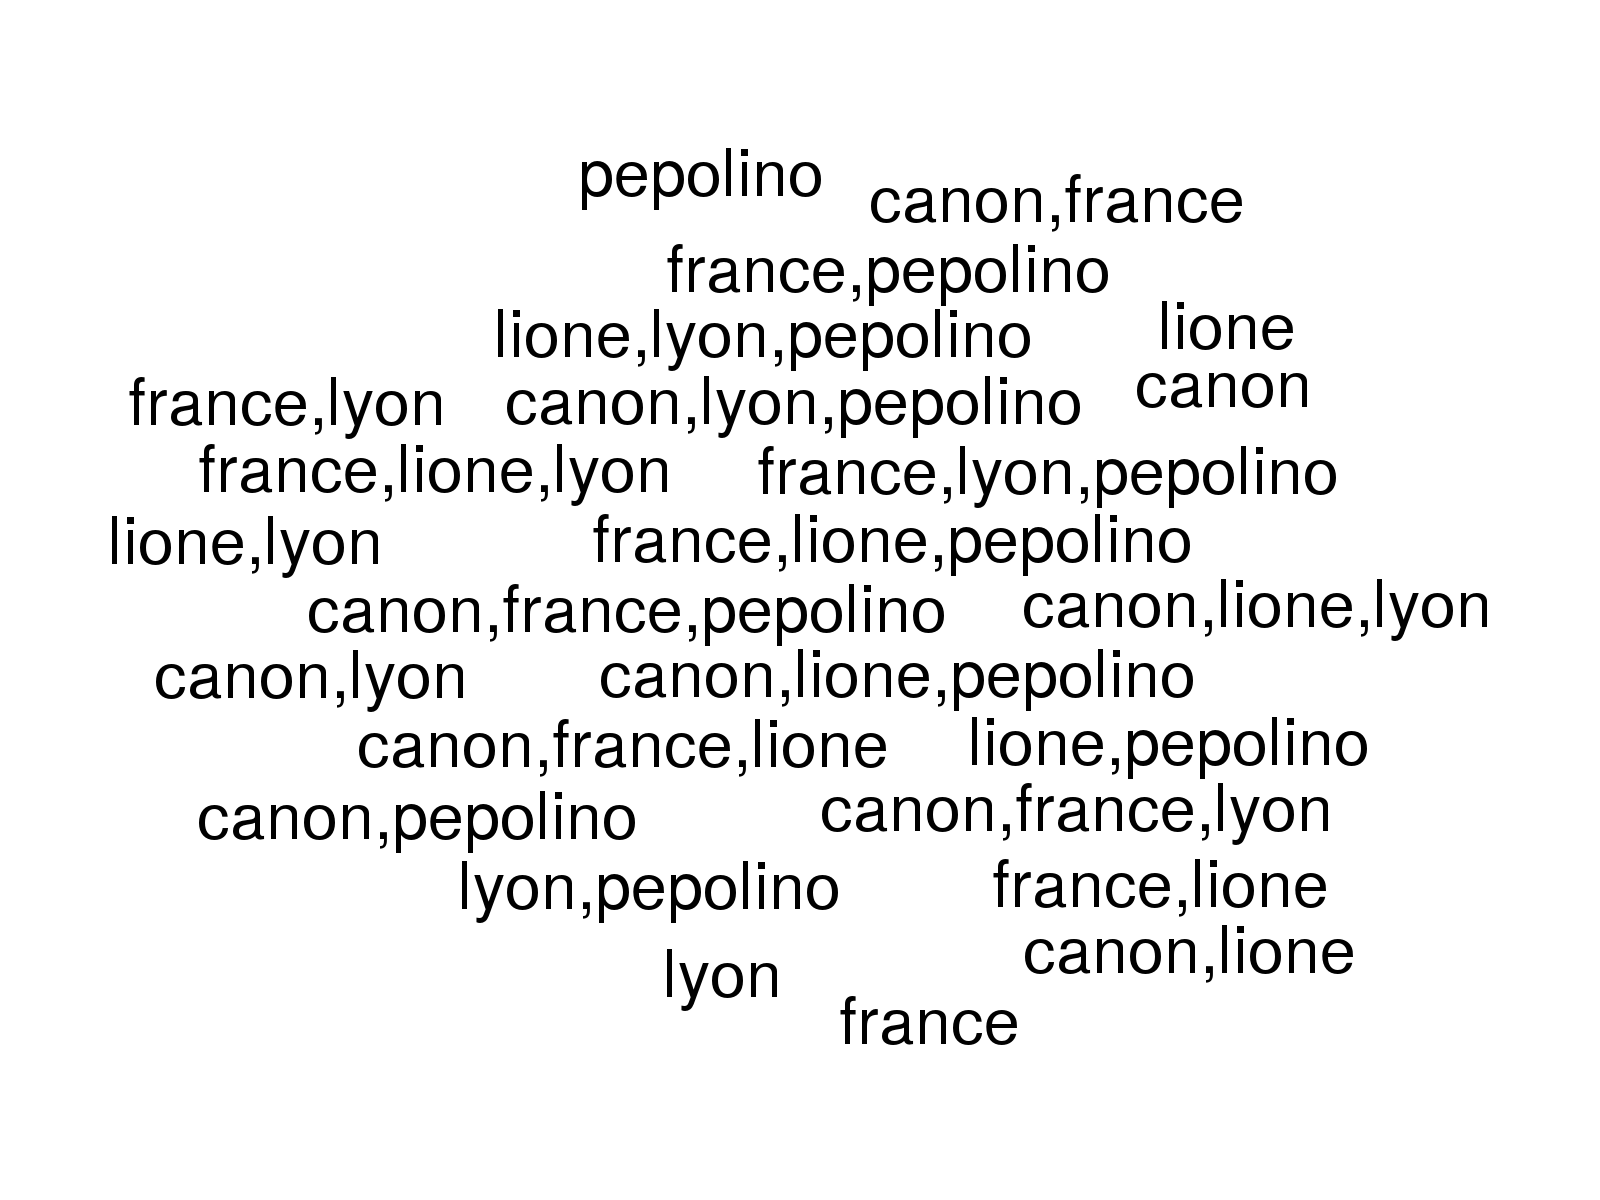 pepolino
canon,france
france,pepolino
lione,lyon,pepolino
lione
france,lyon
canon,lyon,pepolino
canon
france,lione,lyon
france,lyon,pepolino
lione,lyon
france,lione,pepolino
canon,france,pepolino
canon,lione,lyon
canon,lyon
canon,lione,pepolino
canon,france,lione
lione,pepolino
canon,pepolino
canon,france,lyon
lyon,pepolino
france,lione
canon,lione
lyon
france